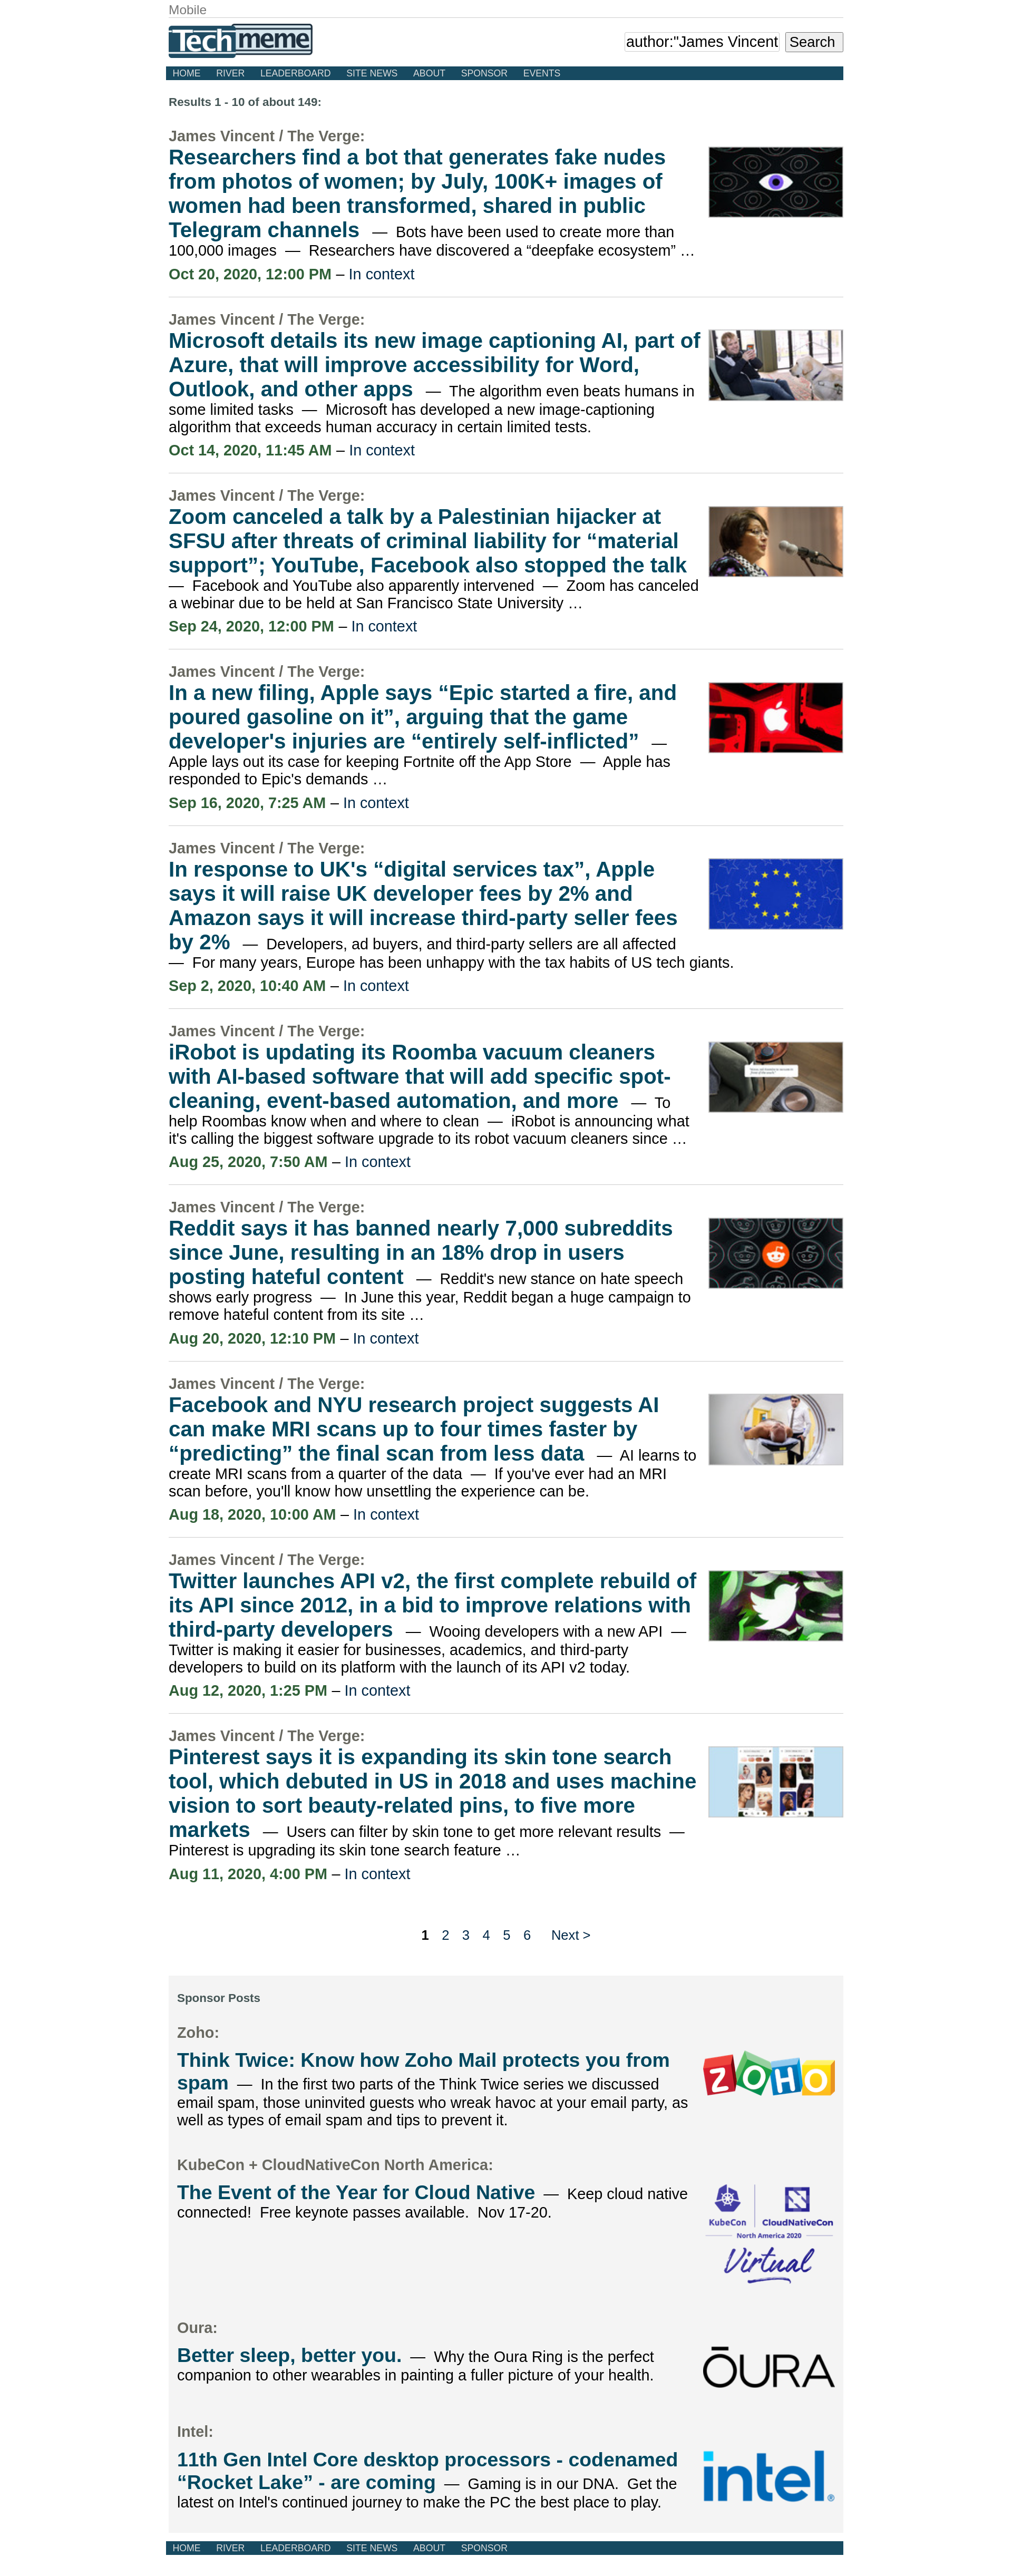 Mobile
Techmeme
author:"James Vincent
Search
HOME RIVER LEADERBOARD SITE NEWS ABOUT SPONSOR EVENTS
Results 1 - 10 of about 149:
James Vincent / The Verge:
Researchers find a bot that generates fake nudes
from photos of women; by July, 100K+ images of
women had been transformed, shared in public
Telegram channels — Bots have been used to create more than
100,000 images — Researchers have discovered a “deepfake ecosystem” …
Oct 20, 2020, 12:00 PM – In context
James Vincent / The Verge:
Microsoft details its new image captioning AI, part of
Azure, that will improve accessibility for Word,
Outlook, and other apps — The algorithm even beats humans in
some limited tasks — Microsoft has developed a new image-captioning
algorithm that exceeds human accuracy in certain limited tests.
Oct 14, 2020, 11:45 AM – In context
James Vincent / The Verge:
Zoom canceled a talk by a Palestinian hijacker at
SFSU after threats of criminal liability for “material
support”; YouTube, Facebook also stopped the talk
— Facebook and YouTube also apparently intervened — Zoom has canceled
a webinar due to be held at San Francisco State University …
Sep 24, 2020, 12:00 PM – In context
James Vincent / The Verge:
In a new filing, Apple says “Epic started a fire, and
poured gasoline on it”, arguing that the game
developer's injuries are “entirely self-inflicted” —
Apple lays out its case for keeping Fortnite off the App Store — Apple has
responded to Epic's demands …
Sep 16, 2020, 7:25 AM – In context
James Vincent / The Verge:
In response to UK's “digital services tax”, Apple
says it will raise UK developer fees by 2% and
Amazon says it will increase third-party seller fees
by 2% — Developers, ad buyers, and third-party sellers are all affected
— For many years, Europe has been unhappy with the tax habits of US tech giants.
Sep 2, 2020, 10:40 AM – In context
James Vincent / The Verge:
iRobot is updating its Roomba vacuum cleaners
with AI-based software that will add specific spot-
cleaning, event-based automation, and more — To
help Roombas know when and where to clean — iRobot is announcing what
it's calling the biggest software upgrade to its robot vacuum cleaners since …
Aug 25, 2020, 7:50 AM – In context
James Vincent / The Verge:
Reddit says it has banned nearly 7,000 subreddits
since June, resulting in an 18% drop in users
posting hateful content — Reddit's new stance on hate speech
shows early progress — In June this year, Reddit began a huge campaign to
remove hateful content from its site …
Aug 20, 2020, 12:10 PM – In context
James Vincent / The Verge:
Facebook and NYU research project suggests AI
can make MRI scans up to four times faster by
“predicting” the final scan from less data — AI learns to
create MRI scans from a quarter of the data — If you've ever had an MRI
scan before, you'll know how unsettling the experience can be.
Aug 18, 2020, 10:00 AM – In context
James Vincent / The Verge:
Twitter launches API v2, the first complete rebuild of
its API since 2012, in a bid to improve relations with
third-party developers — Wooing developers with a new API —
Twitter is making it easier for businesses, academics, and third-party
developers to build on its platform with the launch of its API v2 today.
Aug 12, 2020, 1:25 PM – In context
James Vincent / The Verge:
Pinterest says it is expanding its skin tone search
tool, which debuted in US in 2018 and uses machine
vision to sort beauty-related pins, to five more
markets — Users can filter by skin tone to get more relevant results —
Pinterest is upgrading its skin tone search feature …
Aug 11, 2020, 4:00 PM – In context
1 2 3 4 5 6 Next >
Sponsor Posts
Zoho:
Think Twice: Know how Zoho Mail protects you from
spam — In the first two parts of the Think Twice series we discussed
email spam, those uninvited guests who wreak havoc at your email party, as
well as types of email spam and tips to prevent it.
ZOHO
KubeCon + CloudNativeCon North America:
The Event of the Year for Cloud Native — Keep cloud native
connected! Free keynote passes available. Nov 17-20.
KubeCon CloudNativeCon
North America 2020
Virtual
Oura:
Better sleep, better you. — Why the Oura Ring is the perfect
companion to other wearables in painting a fuller picture of your health.
ŌURA
Intel:
11th Gen Intel Core desktop processors - codenamed
“Rocket Lake” - are coming — Gaming is in our DNA. Get the
latest on Intel's continued journey to make the PC the best place to play.
intel®
HOME RIVER LEADERBOARD SITE NEWS ABOUT SPONSOR